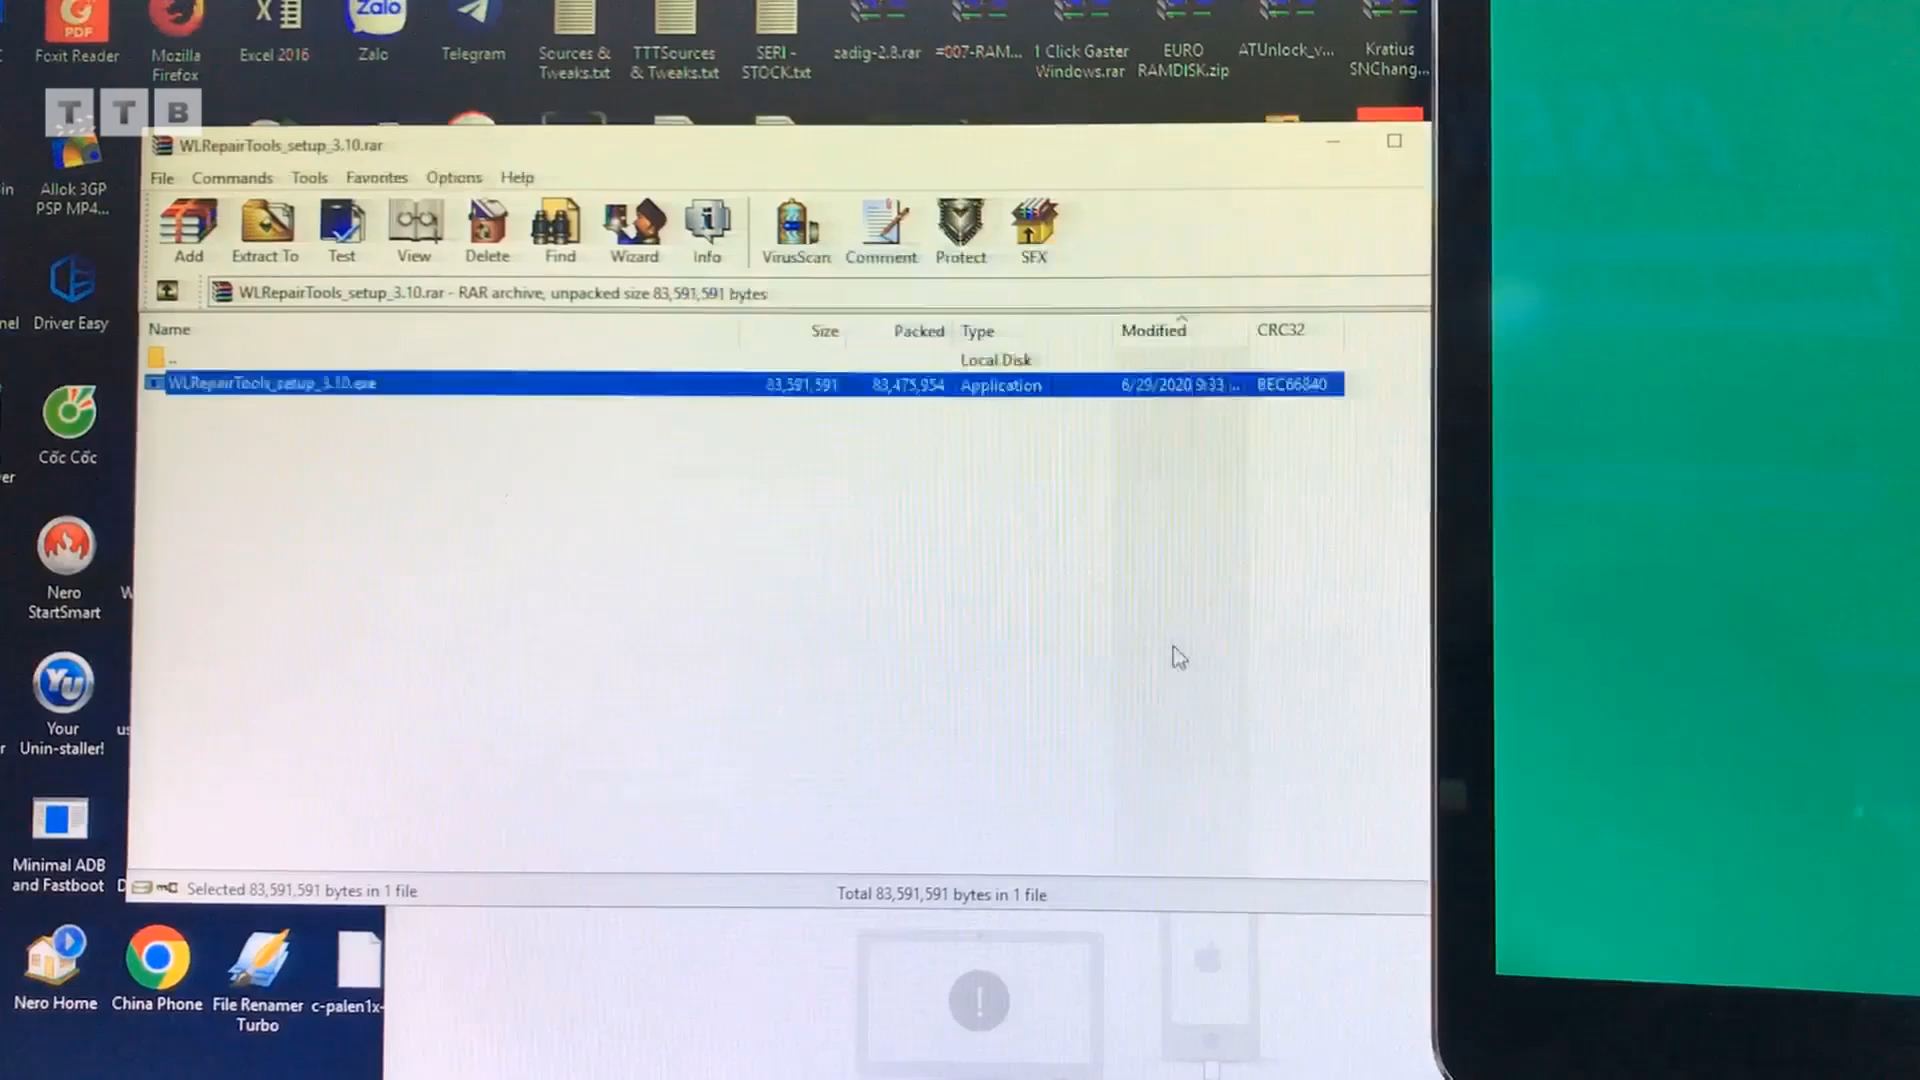 PDF
Foxit Reader
Mozilla
Firefox
Excel 2016
Zalo
Zalo
Telegram
Sources &
Tweaks.txt
TTTSources
& Tweaks.txt
SERI -
STOCK.txt
zadig-2.8.rar
=007-RAM...
1 Click Gaster
Windows.rar
EURO
RAMDISK.zip
ATUnlock_v...
Kratius
SNChang...
TTB
in
Allok 3GP
PSP MP4...
nel
Driver Easy
Cốc Cốc
er
Nero
StartSmart
W
Yu
Your
Unin-staller!
us
r
Minimal ADB
and Fastboot
D
Nero Home
China Phone
File Renamer
Turbo
c-palen1x-
WLRepairTools_setup_3.10.rar
File Commands Tools Favorites Options Help
Add Extract To Test View Delete Find Wizard Info VirusScan Comment Protect SFX
WLRepairTools_setup_3.10.rar - RAR archive, unpacked size 83,591,591 bytes
Name Size Packed Type Modified CRC32
.. Local Disk
WLRepairTools_setup_3.10.exe 83,591,591 83,475,954 Application 6/29/2020 9:33 ... BEC66840
Selected 83,591,591 bytes in 1 file
Total 83,591,591 bytes in 1 file